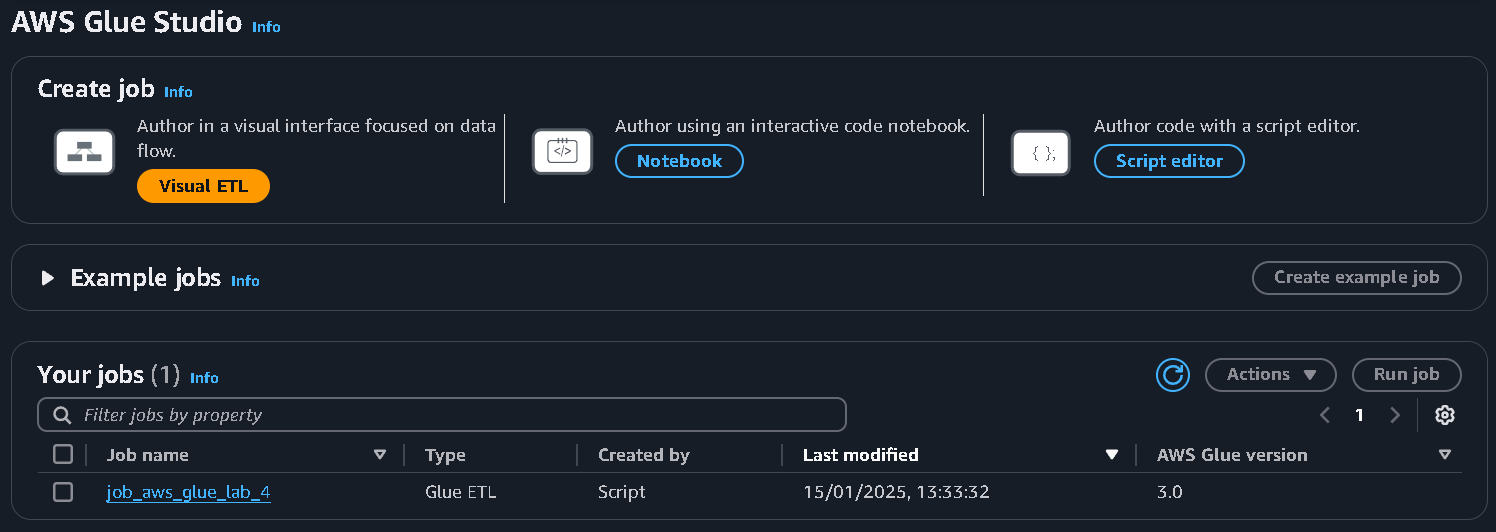 AWS Glue Studio Info
Create job Info
Author in a visual interface focused on data
flow.
Visual ETL
Author using an interactive code notebook.
</>
Notebook
{ };
Author code with a script editor.
Script editor
Example jobs Info
Create example job
Your jobs (1) Info
Actions
Run job
Filter jobs by property
1
Job name Type Created by Last modified AWS Glue version
job_aws_glue_lab_4 Glue ETL Script 15/01/2025, 13:33:32 3.0